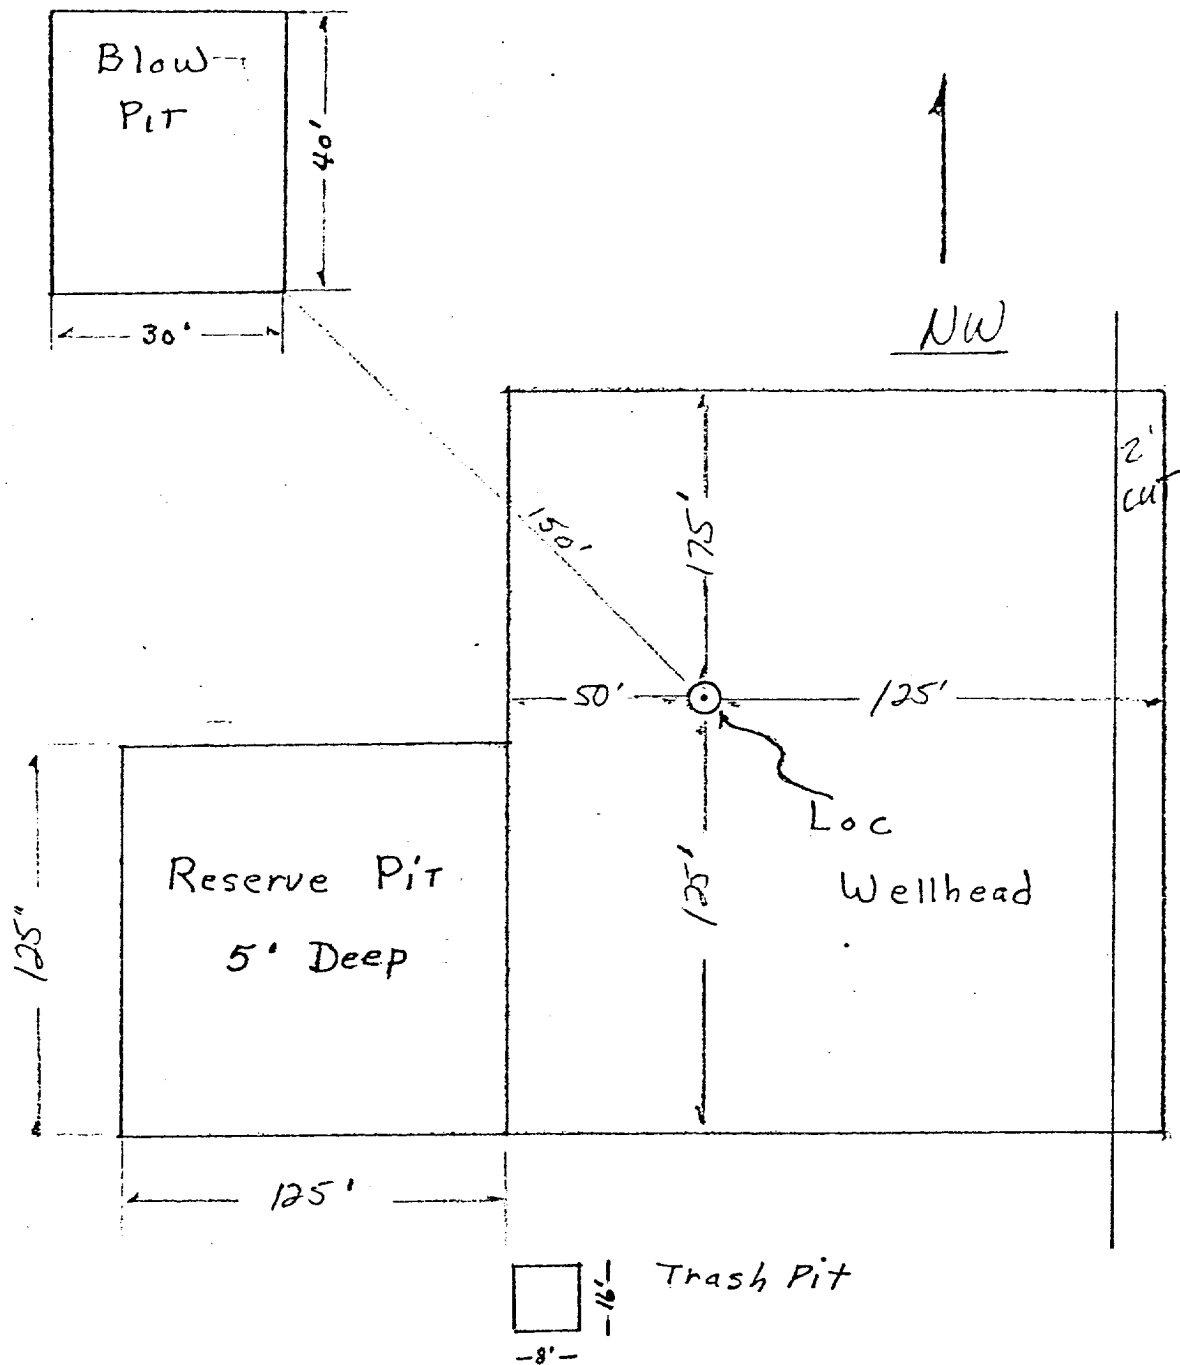 Blow
PIT
40'
30'
NW
2'
cut
150'
175'
50'
125'
Loc
Wellhead
125'
Reserve PiT
5' Deep
125"
125'
Trash Pit
16'
8'